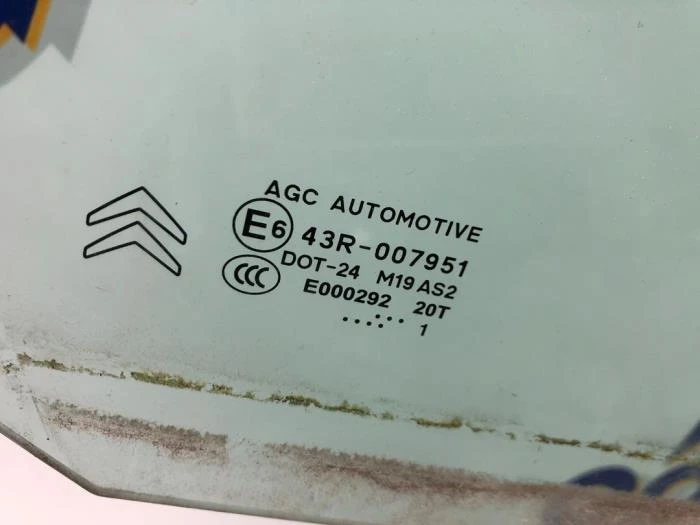 AGC AUTOMOTIVE
E6 43R-007951
CCC DOT-24 M19 AS2
E000292 20T
.....∴... 1